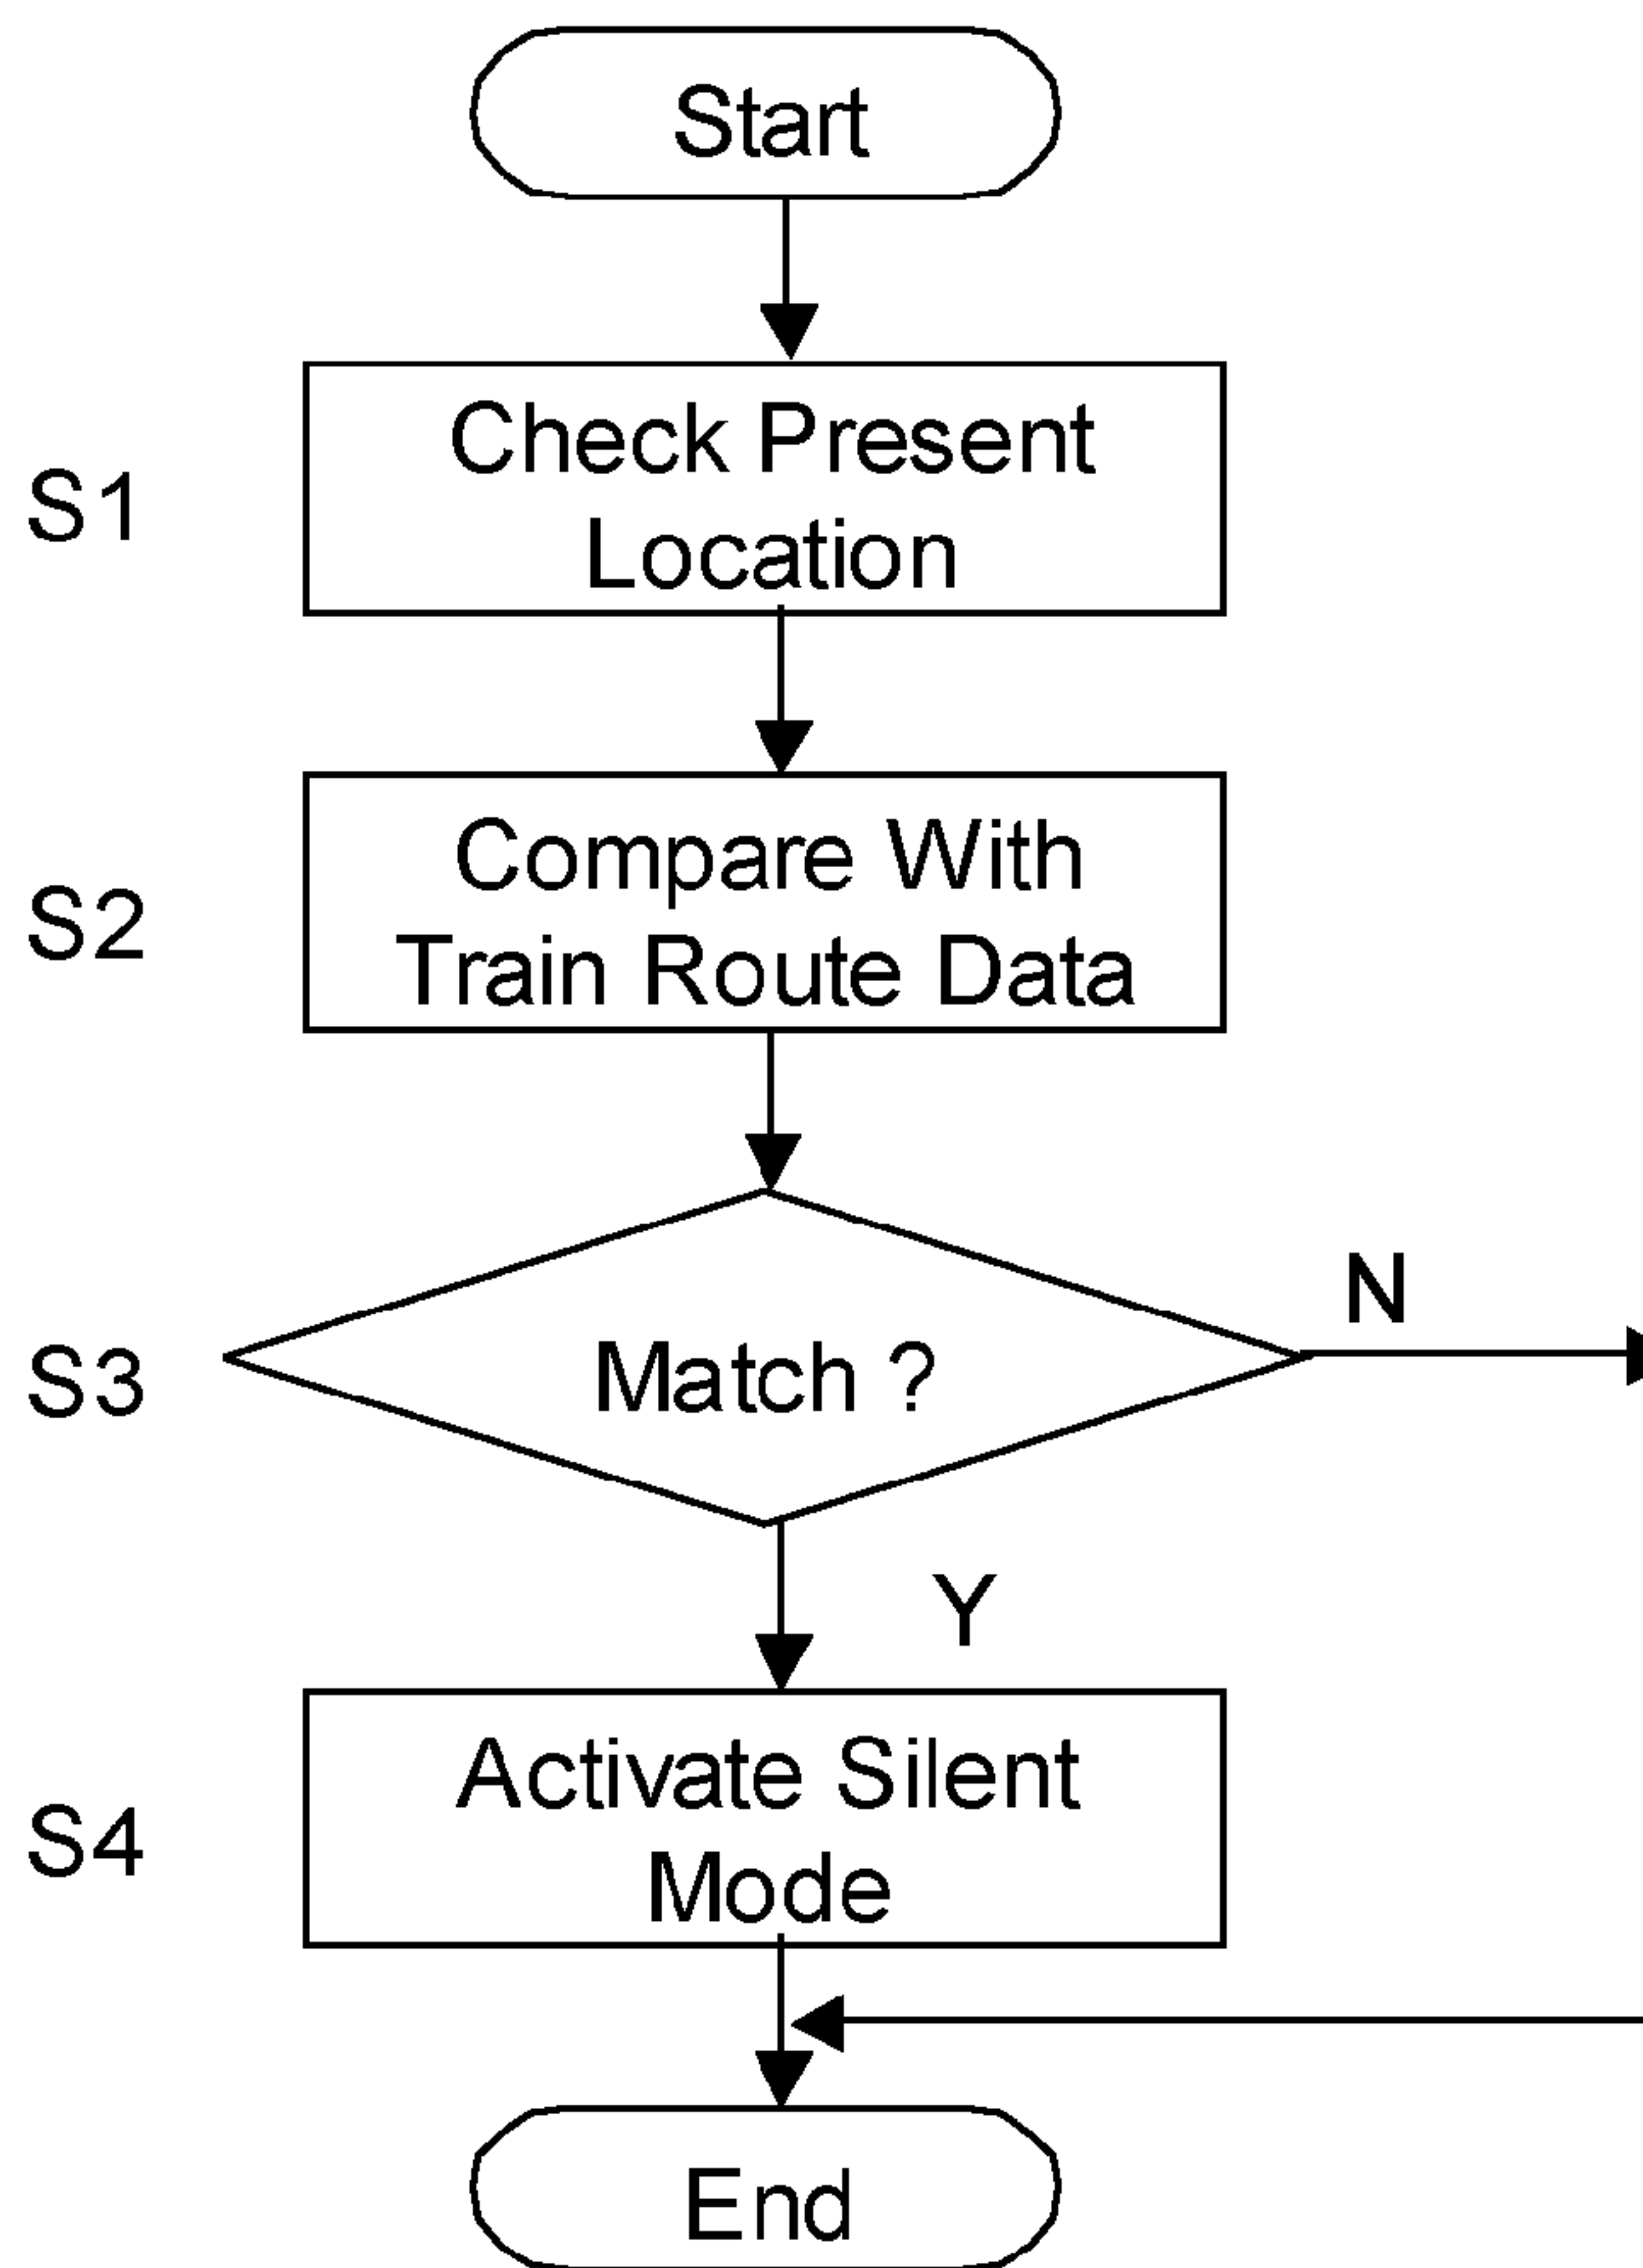 Start
S1
Check Present
Location
S2
Compare With
Train Route Data
S3
Match ?
N
Y
S4
Activate Silent
Mode
End